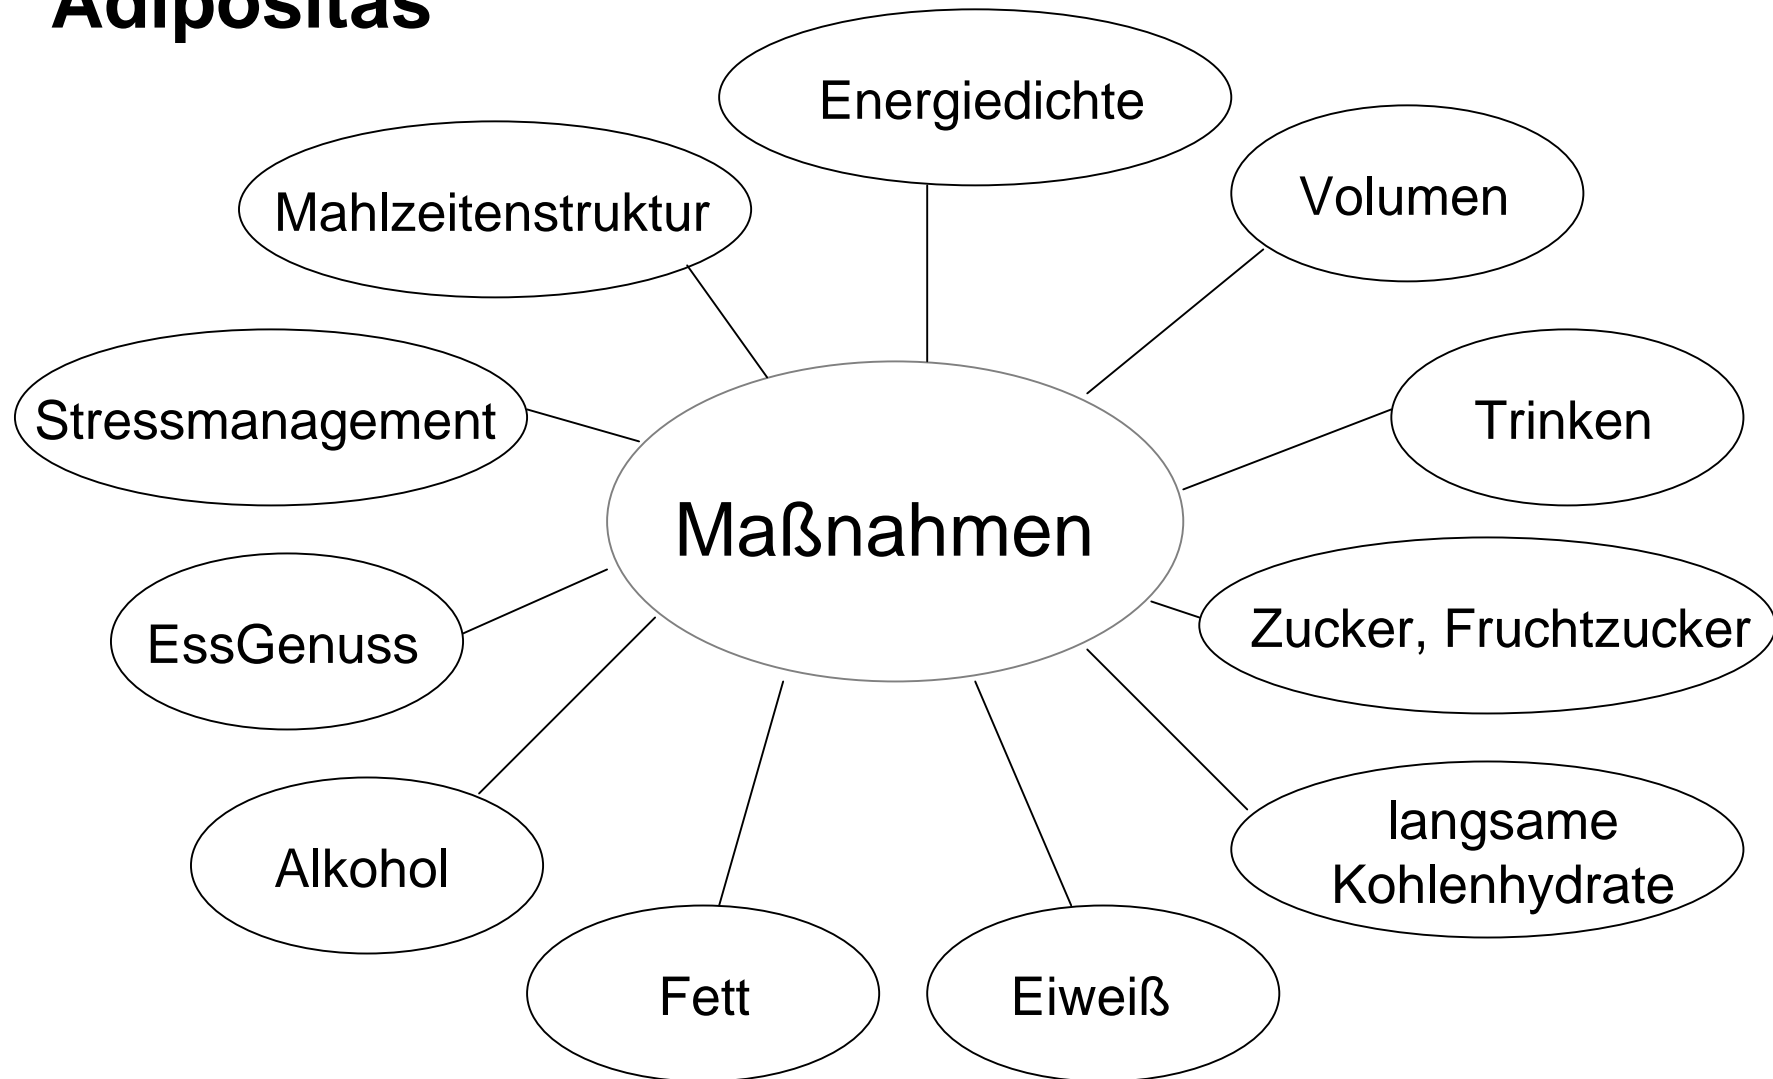 Adipositas
Energiedichte
Volumen
Mahlzeitenstruktur
Trinken
Stressmanagement
Maßnahmen
Zucker, Fruchtzucker
EssGenuss
langsame
Kohlenhydrate
Alkohol
Fett
Eiweiß